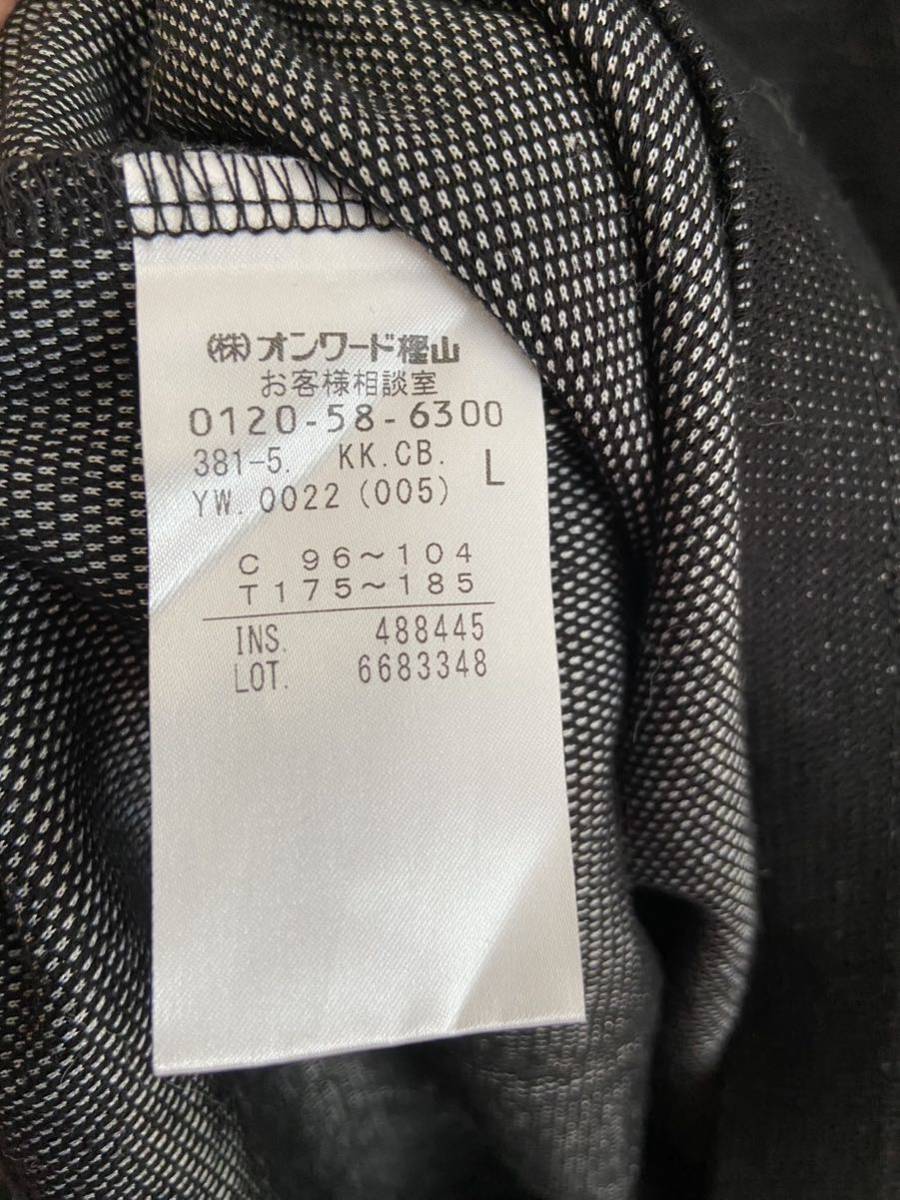 ㈱オンワード樫山
お客様相談室
0120-58-6300
381-5. KK.CB. L
YW.0022(005)
C 96～104
T175～185
INS. 488445
LOT. 6683348